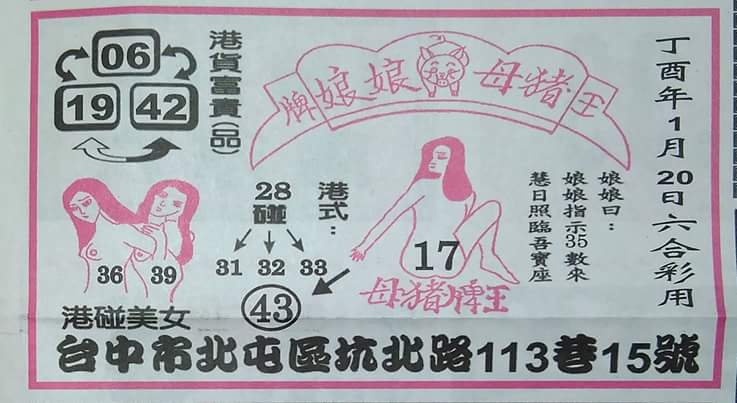 丁酉年1月20日六合彩用
牌娘娘母猪王
娘娘曰：
娘娘指示35數來
慧日照臨吾寶座
17
母猪牌王
港式：
28
碰
31 32 33
43
港貨富貴(品)
06
19 42
36 39
港碰美女
台中市北屯區坑北路113巷15號